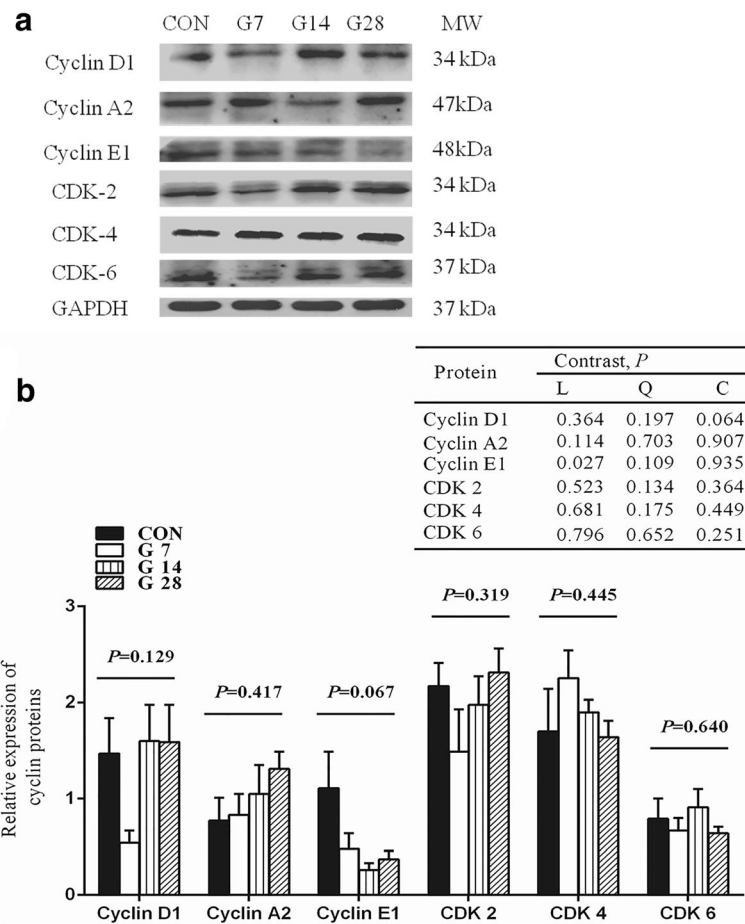 a
CON G7 G14 G28 MW
Cyclin D1 34 kDa
Cyclin A2 47kDa
Cyclin E1 48kDa
CDK-2 34 kDa
CDK-4 34 kDa
CDK-6 37 kDa
GAPDH 37 kDa
b
Protein Contrast, P
L Q C
Cyclin D1 0.364 0.197 0.064
Cyclin A2 0.114 0.703 0.907
Cyclin E1 0.027 0.109 0.935
CDK 2 0.523 0.134 0.364
CDK 4 0.681 0.175 0.449
CDK 6 0.796 0.652 0.251
CON
G 7
G 14
G 28
Relative expression of
cyclin proteins
3
2
1
0
P=0.129
P=0.417
P=0.067
P=0.319
P=0.445
P=0.640
Cyclin D1 Cyclin A2 Cyclin E1 CDK 2 CDK 4 CDK 6